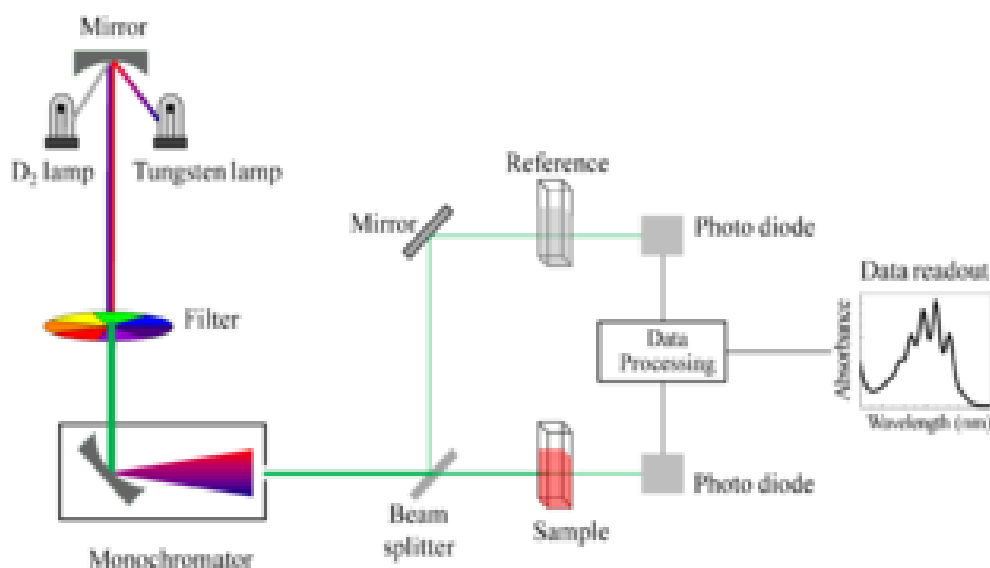 Mirror
D₂ lamp
Tungsten lamp
Reference
Mirror
Photo diode
Data readout
Filter
Data
Processing
Absorbance
Wavelength (nm)
Beam
splitter
Sample
Photo diode
Monochromator